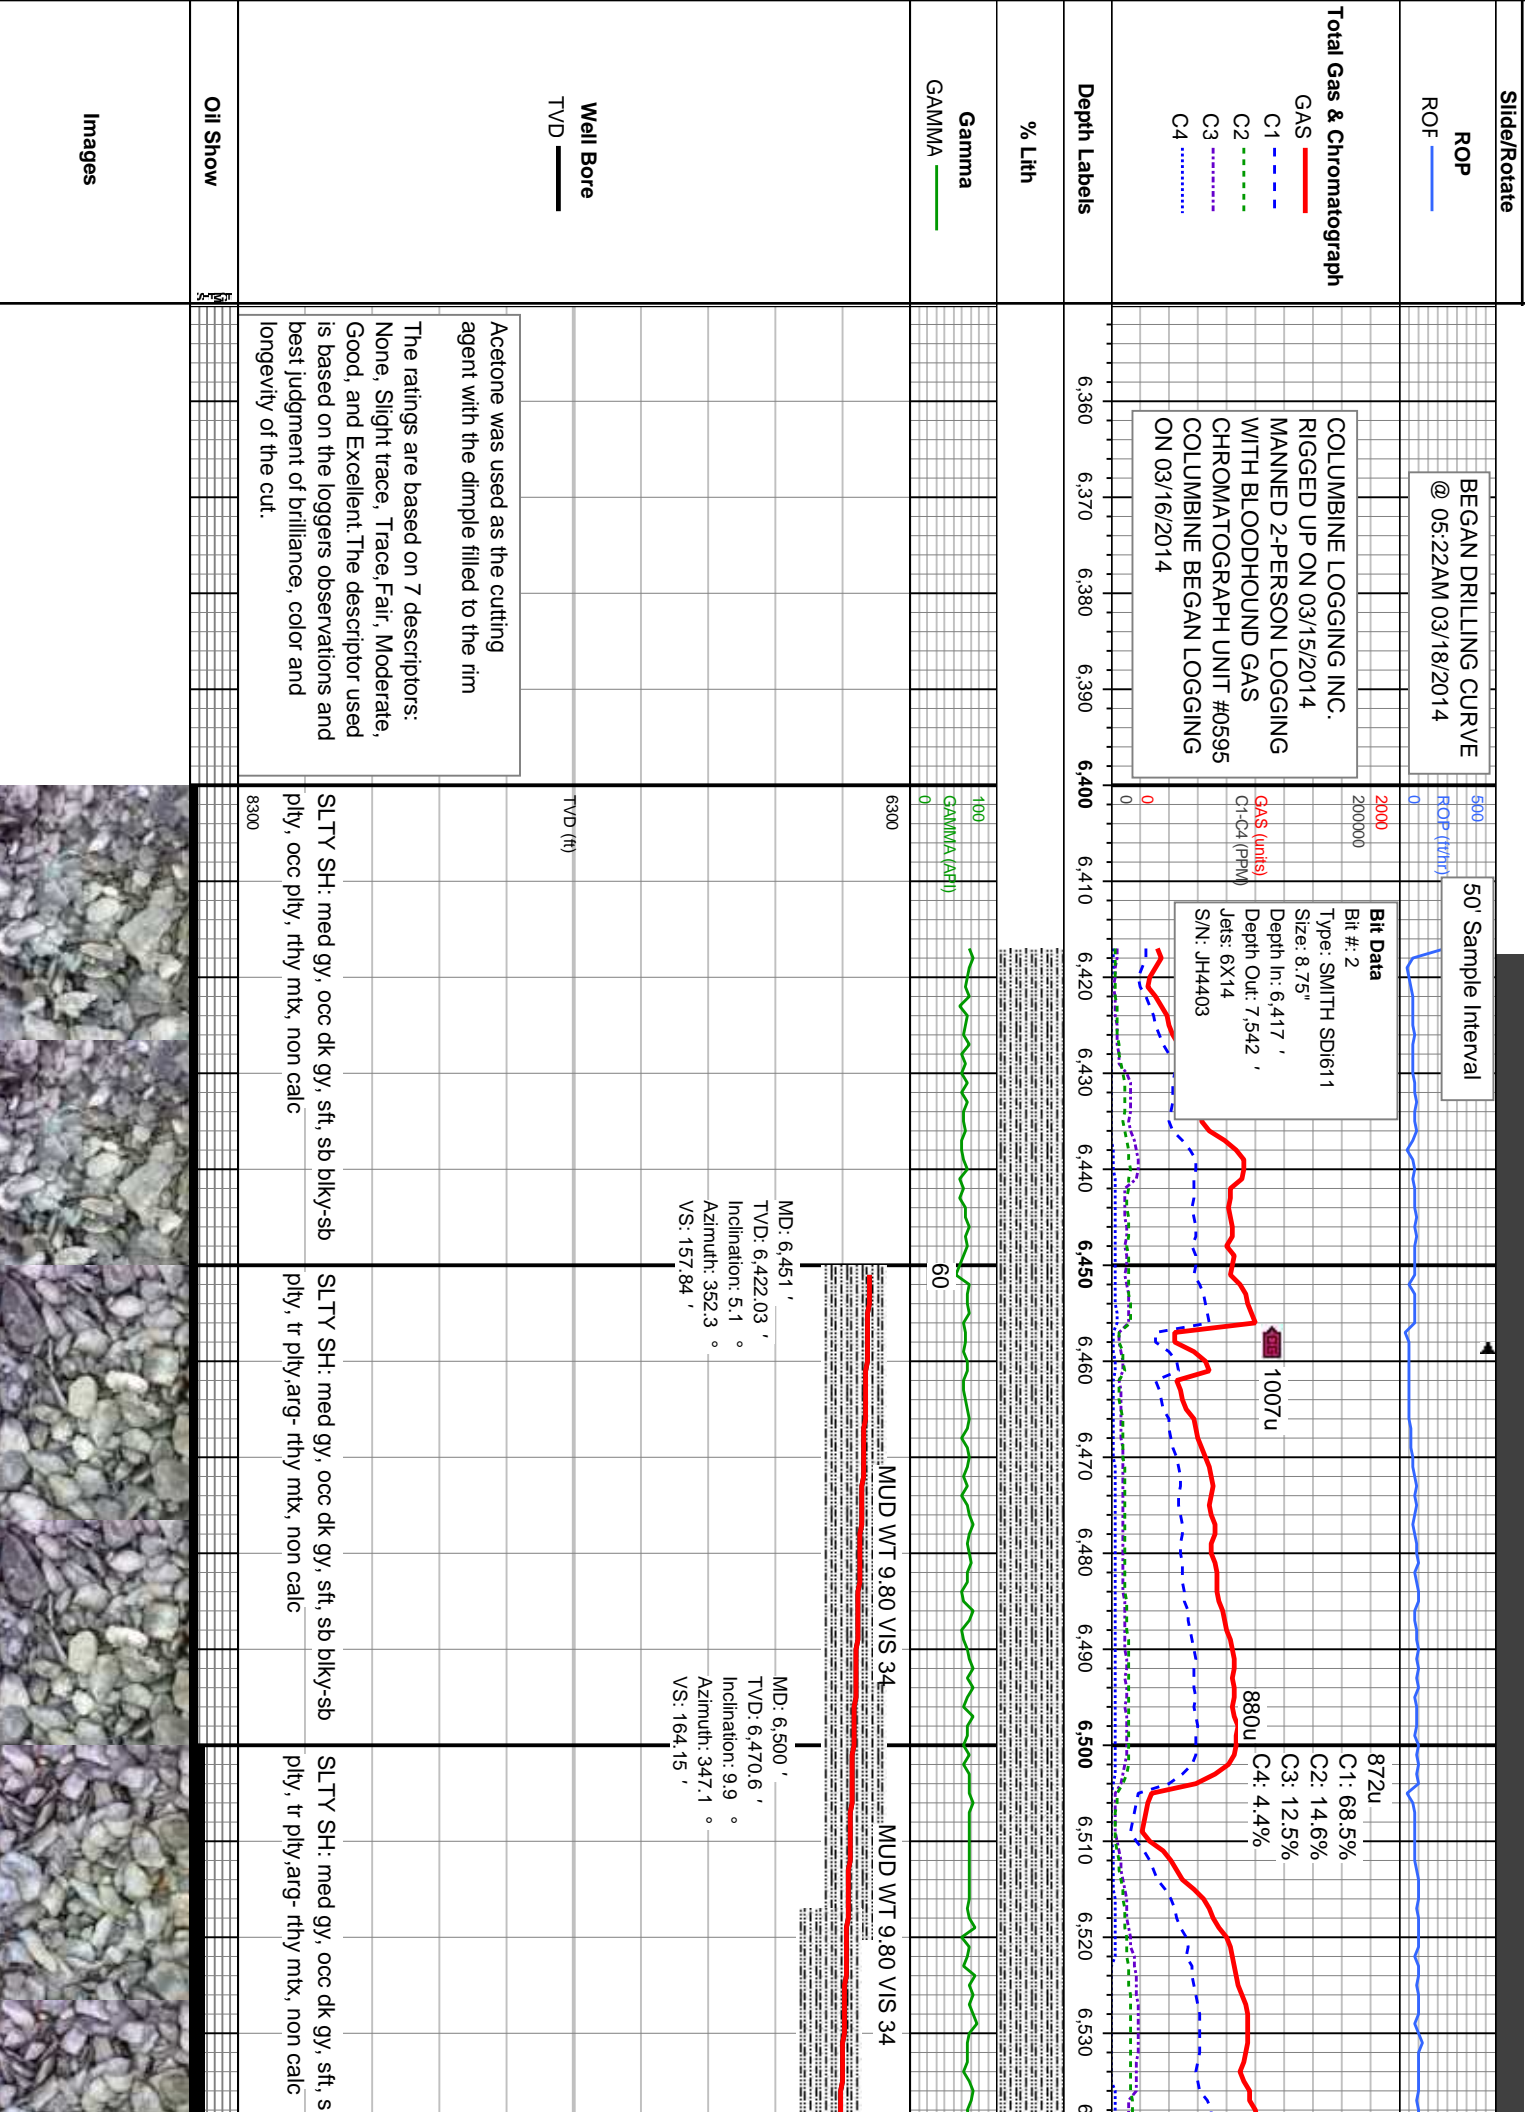 Slide/Rotate
ROP
ROF
Total Gas & Chromatograph
GAS
C1
C2
C3
C4
Depth Labels
% Lith
Gamma
GAMMA
Well Bore
TVD
Oil Show
Images
BEGAN DRILLING CURVE
@ 05:22AM 03/18/2014
COLUMBINE LOGGING INC.
RIGGED UP ON 03/15/2014
MANNED 2-PERSON LOGGING
WITH BLOODHOUND GAS
CHROMATOGRAPH UNIT #0595
COLUMBINE BEGAN LOGGING
ON 03/16/2014
Acetone was used as the cutting
agent with the dimple filled to the rim
The ratings are based on 7 descriptors:
None, Slight trace, Trace,Fair, Moderate,
Good, and Excellent.The descriptor used
is based on the loggers observations and
best judgment of brilliance, color and
longevity of the cut.
500
ROP (ft/hr)
0
2000
200000
GAS (units)
C1-C4 (PPM)
0
0
50' Sample Interval
Bit Data
Bit #: 2
Type: SMITH SDi611
Size: 8.75"
Depth In: 6,417 '
Depth Out: 7,542 '
Jets: 6X14
S/N: JH4403
1007u
880u
872u
C1: 68.5%
C2: 14.6%
C3: 12.5%
C4: 4.4%
6,360
6,370
6,380
6,390
6,400
6,410
6,420
6,430
6,440
6,450
6,460
6,470
6,480
6,490
6,500
6,510
6,520
6,530
100
GAMMA (API)
0
60
6300
TVD (ft)
8300
MUD WT 9.80 VIS 34
MUD WT 9.80 VIS 34
MD: 6,451 '
TVD: 6,422.03 '
Inclination: 5.1 °
Azimuth: 352.3 °
VS: 157.84 '
MD: 6,500 '
TVD: 6,470.6 '
Inclination: 9.9 °
Azimuth: 347.1 °
VS: 164.15 '
SLTY SH: med gy, occ dk gy, sft, sb blky-sb
plty, occ plty, rthy mtx, non calc
SLTY SH: med gy, occ dk gy, sft, sb blky-sb
plty, tr plty,arg- rthy mtx, non calc
SLTY SH: med gy, occ dk gy, sft, s
plty, tr plty,arg- rthy mtx, non calc